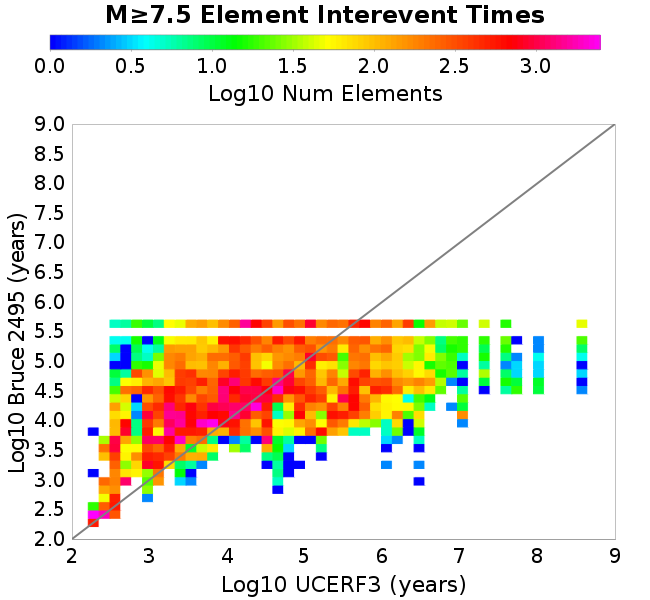 M≥7.5 Element Interevent Times
0.0 0.5 1.0 1.5 2.0 2.5 3.0
Log10 Num Elements
9.0
8.5
8.0
7.5
7.0
6.5
6.0
5.5
5.0
4.5
4.0
3.5
3.0
2.5
2.0
Log10 Bruce 2495 (years)
2 3 4 5 6 7 8 9
Log10 UCERF3 (years)